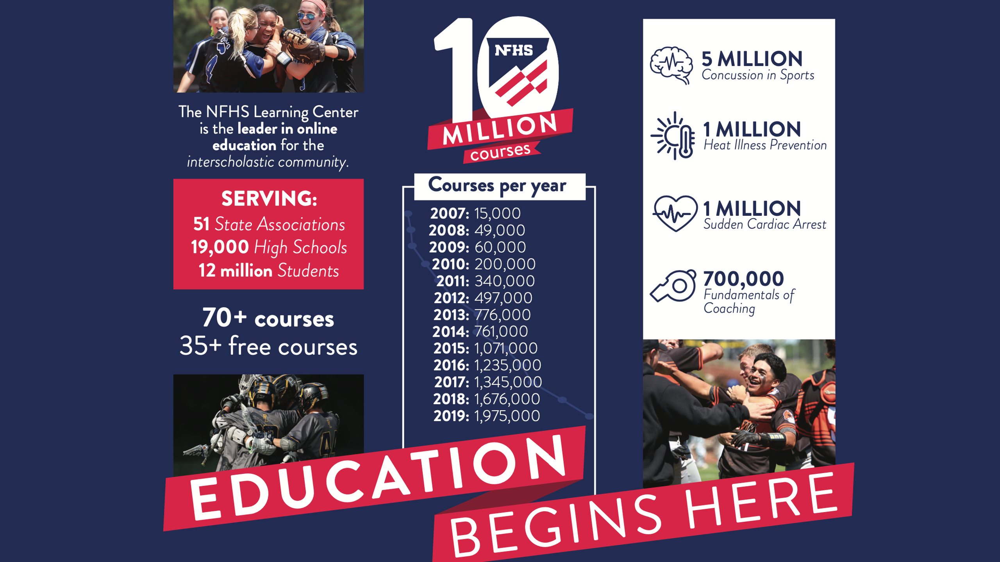 The NFHS Learning Center
is the leader in online
education for the
interscholastic community.
SERVING:
51 State Associations
19,000 High Schools
12 million Students
70+ courses
35+ free courses
10
NFHS
MILLION
courses
Courses per year
2007: 15,000
2008: 49,000
2009: 60,000
2010: 200,000
2011: 340,000
2012: 497,000
2013: 776,000
2014: 761,000
2015: 1,071,000
2016: 1,235,000
2017: 1,345,000
2018: 1,676,000
2019: 1,975,000
5 MILLION
Concussion in Sports
1 MILLION
Heat Illness Prevention
1 MILLION
Sudden Cardiac Arrest
700,000
Fundamentals of
Coaching
EDUCATION
BEGINS HERE
4